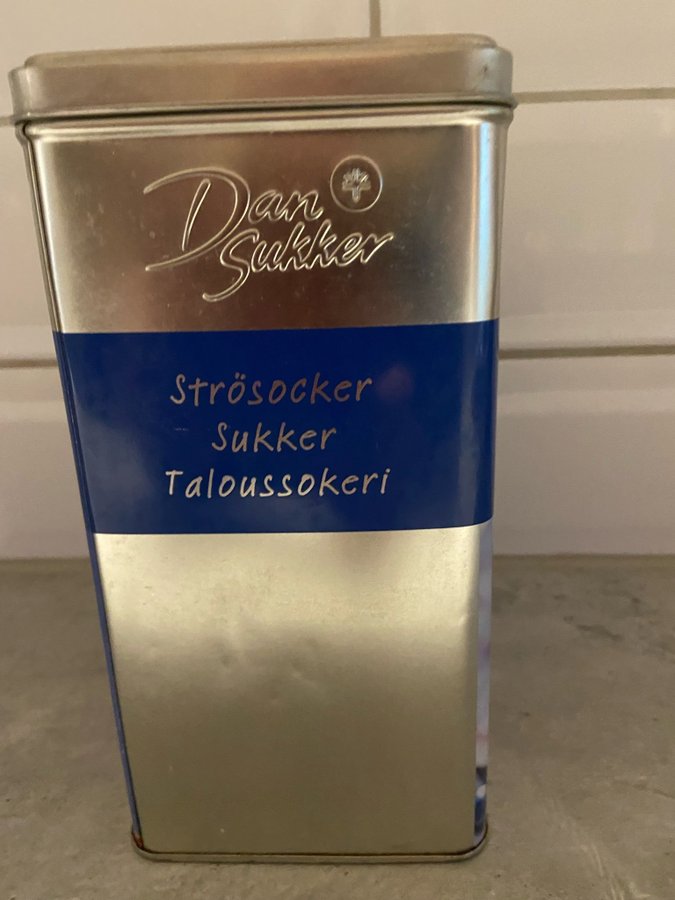 Dan
Sukker
Strösocker
Sukker
Taloussokeri